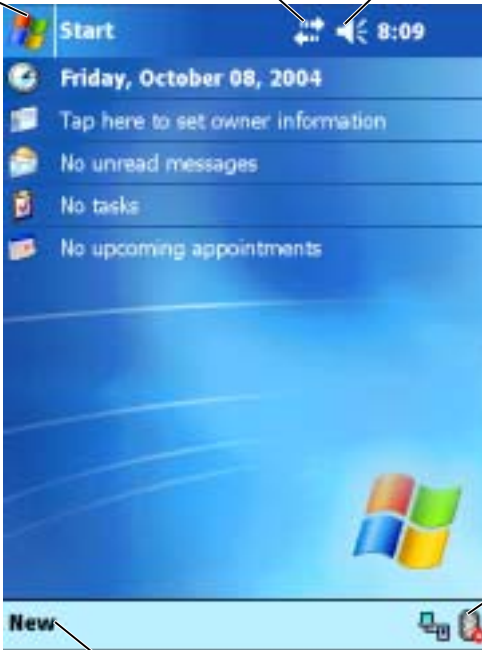 Start 8:09
Friday, October 08, 2004
Tap here to set owner information
No unread messages
No tasks
No upcoming appointments
New